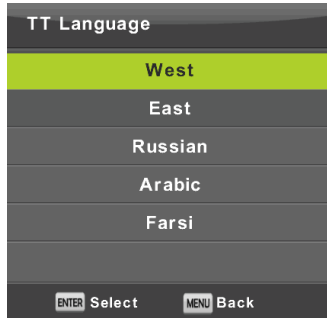 TT Language
West
East
Russian
Arabic
Farsi
ENTER Select MENU Back